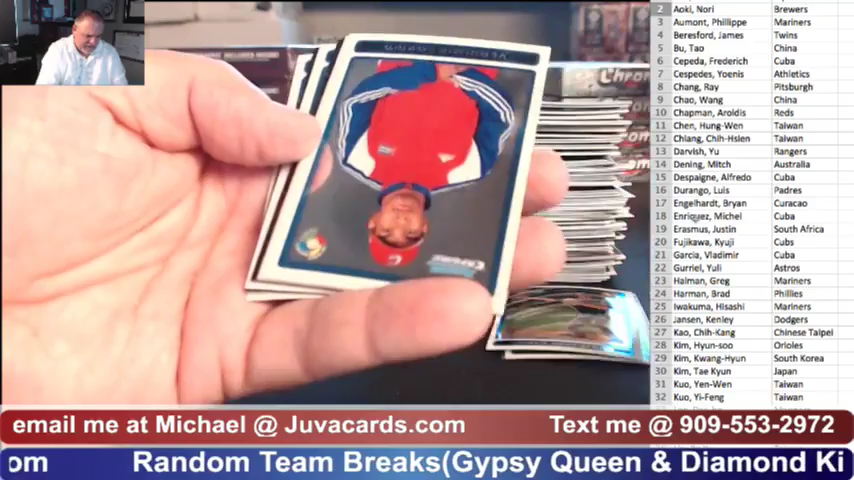 2 Aoki, Nori Brewers
3 Aumont, Phillippe Mariners
4 Beresford, James Twins
5 Bu, Tao China
6 Cepeda, Frederich Cuba
7 Cespedes, Yoenis Athletics
8 Chang, Ray Pitsburgh
9 Chao, Wang China
10 Chapman, Aroldis Reds
11 Chen, Hung-Wen Taiwan
12 Chiang, Chih-Hsien Taiwan
13 Darvish, Yu Rangers
14 Dening, Mitch Australia
15 Despaigne, Alfredo Cuba
16 Durango, Luis Padres
17 Engelhardt, Bryan Curacao
18 Enriquez, Michel Cuba
19 Erasmus, Justin South Africa
20 Fujikawa, Kyuji Cubs
21 Garcia, Vladimir Cuba
22 Gurriel, Yuli Astros
23 Halman, Greg Mariners
24 Harman, Brad Phillies
25 Iwakuma, Hisashi Mariners
26 Jansen, Kenley Dodgers
27 Kao, Chih-Kang Chinese Taipei
28 Kim, Hyun-soo Orioles
29 Kim, Kwang-Hyun South Korea
30 Kim, Tae Kyun Japan
31 Kuo, Yen-Wen Taiwan
32 Kuo, Yi-Feng Taiwan
email me at Michael @ Juvacards.com Text me @ 909-553-2972
om Random Team Breaks(Gypsy Queen & Diamond Ki